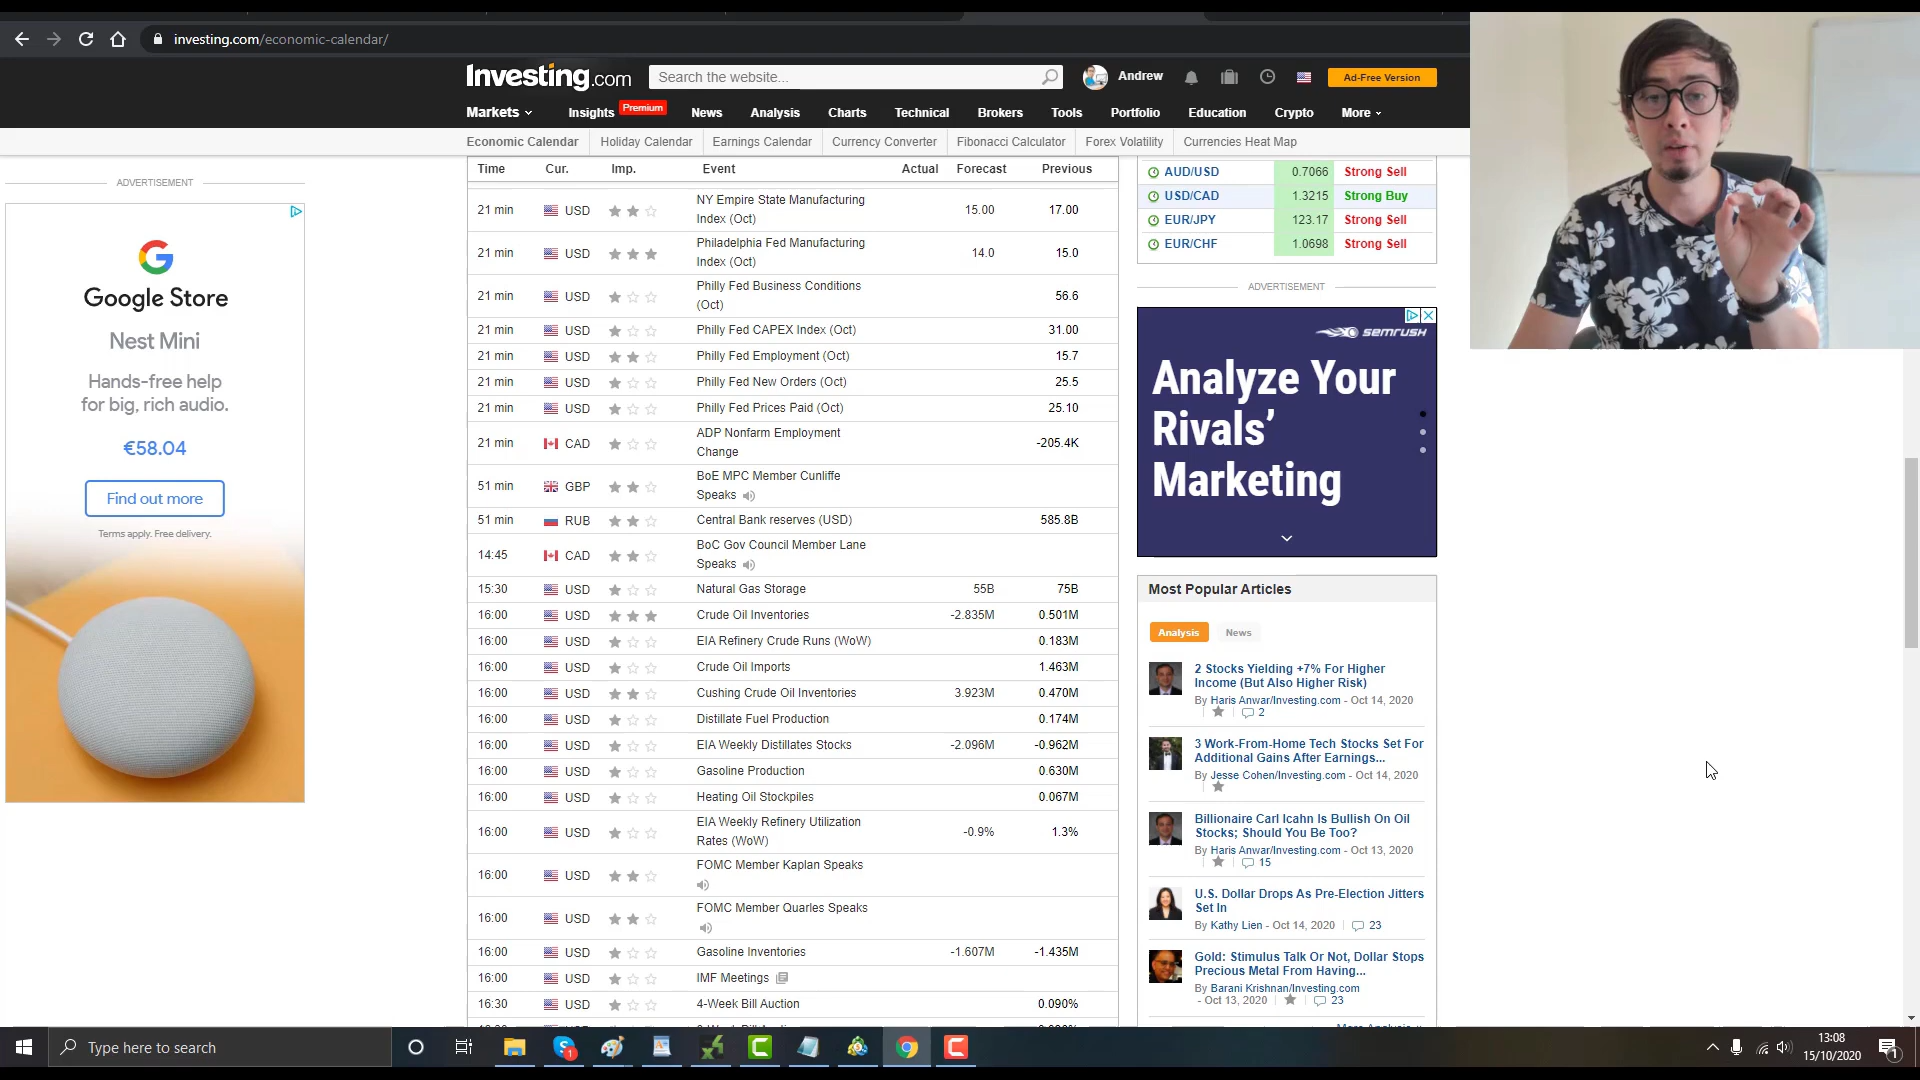 investing.com/economic-calendar/
Investing.com
Search the website...
Andrew
Ad-Free Version
Markets
Insights
Premium
News
Analysis
Charts
Technical
Brokers
Tools
Portfolio
Education
Crypto
More
Economic Calendar
Holiday Calendar
Earnings Calendar
Currency Converter
Fibonacci Calculator
Forex Volatility
Currencies Heat Map
ADVERTISEMENT
Google Store
Nest Mini
Hands-free help
for big, rich audio.
€58.04
Find out more
Terms apply. Free delivery.
Time Cur. Imp. Event Actual Forecast Previous
21 min USD NY Empire State Manufacturing Index (Oct) 15.00 17.00
21 min USD Philadelphia Fed Manufacturing Index (Oct) 14.0 15.0
21 min USD Philly Fed Business Conditions (Oct) 56.6
21 min USD Philly Fed CAPEX Index (Oct) 31.00
21 min USD Philly Fed Employment (Oct) 15.7
21 min USD Philly Fed New Orders (Oct) 25.5
21 min USD Philly Fed Prices Paid (Oct) 25.10
21 min CAD ADP Nonfarm Employment Change -205.4K
51 min GBP BoE MPC Member Cunliffe Speaks
51 min RUB Central Bank reserves (USD) 585.8B
14:45 CAD BoC Gov Council Member Lane Speaks
15:30 USD Natural Gas Storage 55B 75B
16:00 USD Crude Oil Inventories -2.835M 0.501M
16:00 USD EIA Refinery Crude Runs (WoW) 0.183M
16:00 USD Crude Oil Imports 1.463M
16:00 USD Cushing Crude Oil Inventories 3.923M 0.470M
16:00 USD Distillate Fuel Production 0.174M
16:00 USD EIA Weekly Distillates Stocks -2.096M -0.962M
16:00 USD Gasoline Production 0.630M
16:00 USD Heating Oil Stockpiles 0.067M
16:00 USD EIA Weekly Refinery Utilization Rates (WoW) -0.9% 1.3%
16:00 USD FOMC Member Kaplan Speaks
16:00 USD FOMC Member Quarles Speaks
16:00 USD Gasoline Inventories -1.607M -1.435M
16:00 USD IMF Meetings
16:30 USD 4-Week Bill Auction 0.090%
AUD/USD 0.7066 Strong Sell
USD/CAD 1.3215 Strong Buy
EUR/JPY 123.17 Strong Sell
EUR/CHF 1.0698 Strong Sell
ADVERTISEMENT
SEMRUSH
Analyze Your
Rivals’
Marketing
Most Popular Articles
Analysis News
2 Stocks Yielding +7% For Higher
Income (But Also Higher Risk)
By Haris Anwar/Investing.com - Oct 14, 2020
2
3 Work-From-Home Tech Stocks Set For
Additional Gains After Earnings...
By Jesse Cohen/Investing.com - Oct 14, 2020
Billionaire Carl Icahn Is Bullish On Oil
Stocks; Should You Be Too?
By Haris Anwar/Investing.com - Oct 13, 2020
15
U.S. Dollar Drops As Pre-Election Jitters
Set In
By Kathy Lien - Oct 14, 2020 23
Gold: Stimulus Talk Or Not, Dollar Stops
Precious Metal From Having...
By Barani Krishnan/Investing.com
- Oct 13, 2020 23
Type here to search
1
13:08
15/10/2020
1